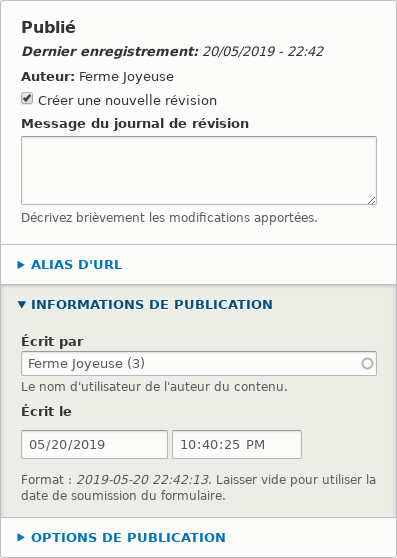 Publié
Dernier enregistrement: 20/05/2019 - 22:42
Auteur: Ferme Joyeuse
Créer une nouvelle révision
Message du journal de révision
Décrivez brièvement les modifications apportées.
ALIAS D'URL
INFORMATIONS DE PUBLICATION
Écrit par
Ferme Joyeuse (3)
Le nom d'utilisateur de l'auteur du contenu.
Écrit le
05/20/2019 10:40:25 PM
Format : 2019-05-20 22:42:13. Laisser vide pour utiliser la
date de soumission du formulaire.
OPTIONS DE PUBLICATION